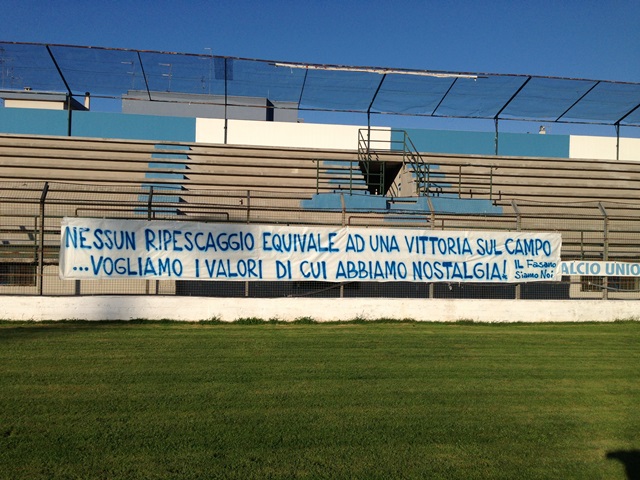 NESSUN RIPESCAGGIO EQUIVALE AD UNA VITTORIA SUL CAMPO
...VOGLIAMO I VALORI DI CUI ABBIAMO NOSTALGIA! IL Fasano
Siamo Noi
ALCIO UNIO